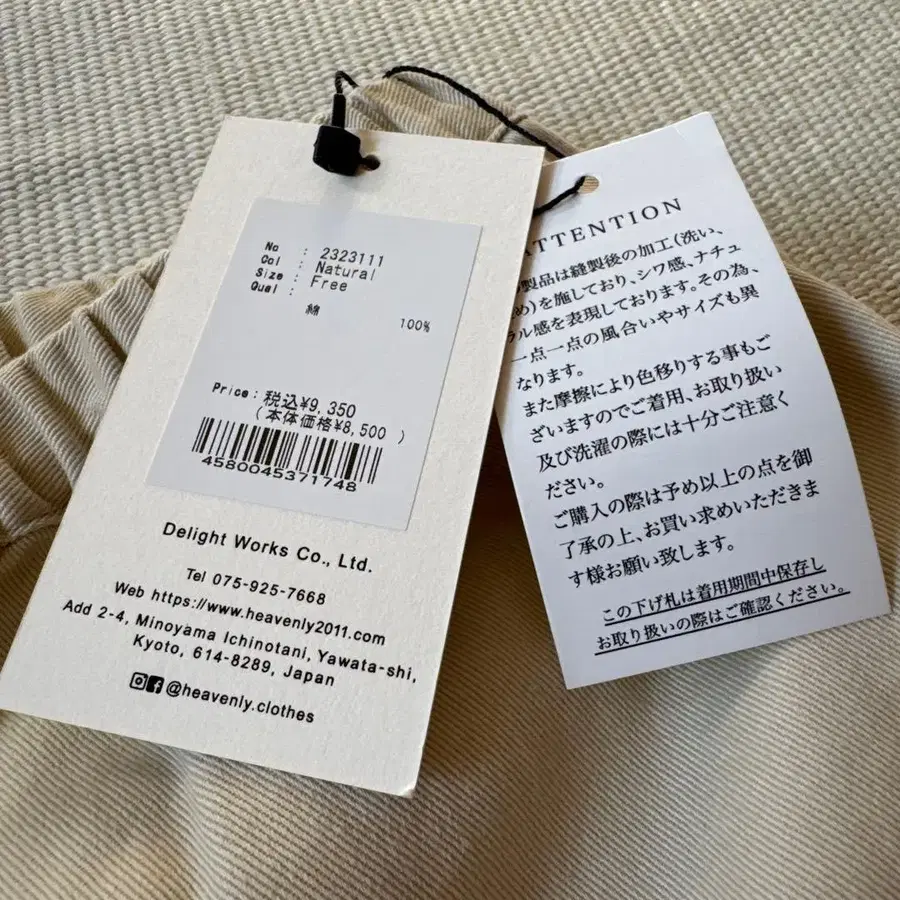 No : 2323111
Col : Natural
Size : Free
Qual :
綿 100%
Price: 税込¥9,350
(本体価格¥8,500 )
4580045371748
Delight Works Co., Ltd.
Tel 075-925-7668
Web https://www.heavenly2011.com
Add 2-4, Minoyama Ichinotani, Yawata-shi,
Kyoto, 614-8289, Japan
@heavenly.clothes
ATTENTION
製品は縫製後の加工(洗い、
め)を施しており、シワ感、ナチュ
ラル感を表現しております。その為、
一点一点の風合いやサイズも異
なります。
また摩擦により色移りする事もご
ざいますのでご着用、お取り扱い
及び洗濯の際には十分ご注意く
ださい。
ご購入の際は予め以上の点を御
了承の上、お買い求めいただきま
す様お願い致します。
この下げ札は着用期間中保存し
お取り扱いの際はご確認ください。